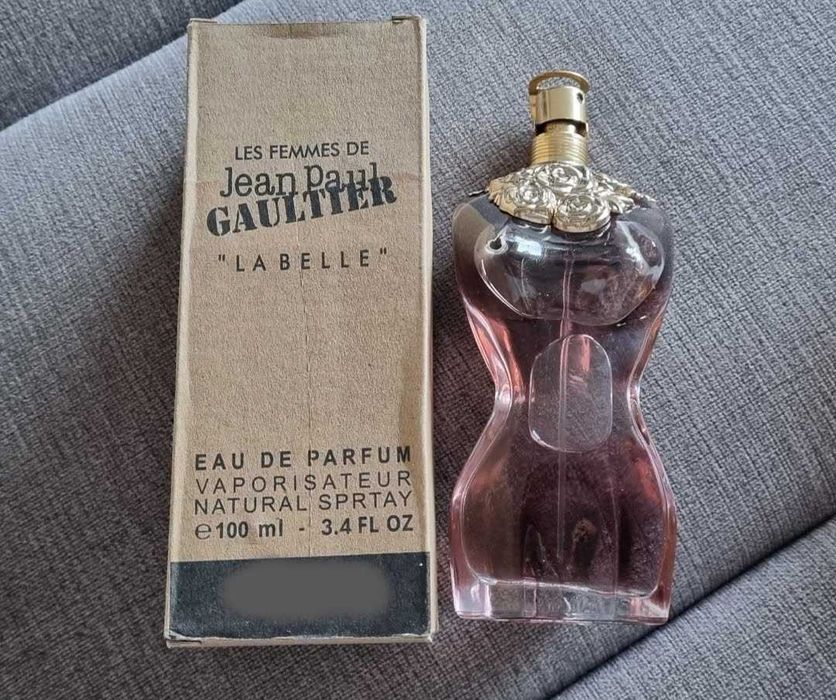 LES FEMMES DE
Jean Paul
GAULTIER
"LA BELLE"
EAU DE PARFUM
VAPORISATEUR
NATURAL SPRTAY
e 100 ml - 3.4 FL OZ